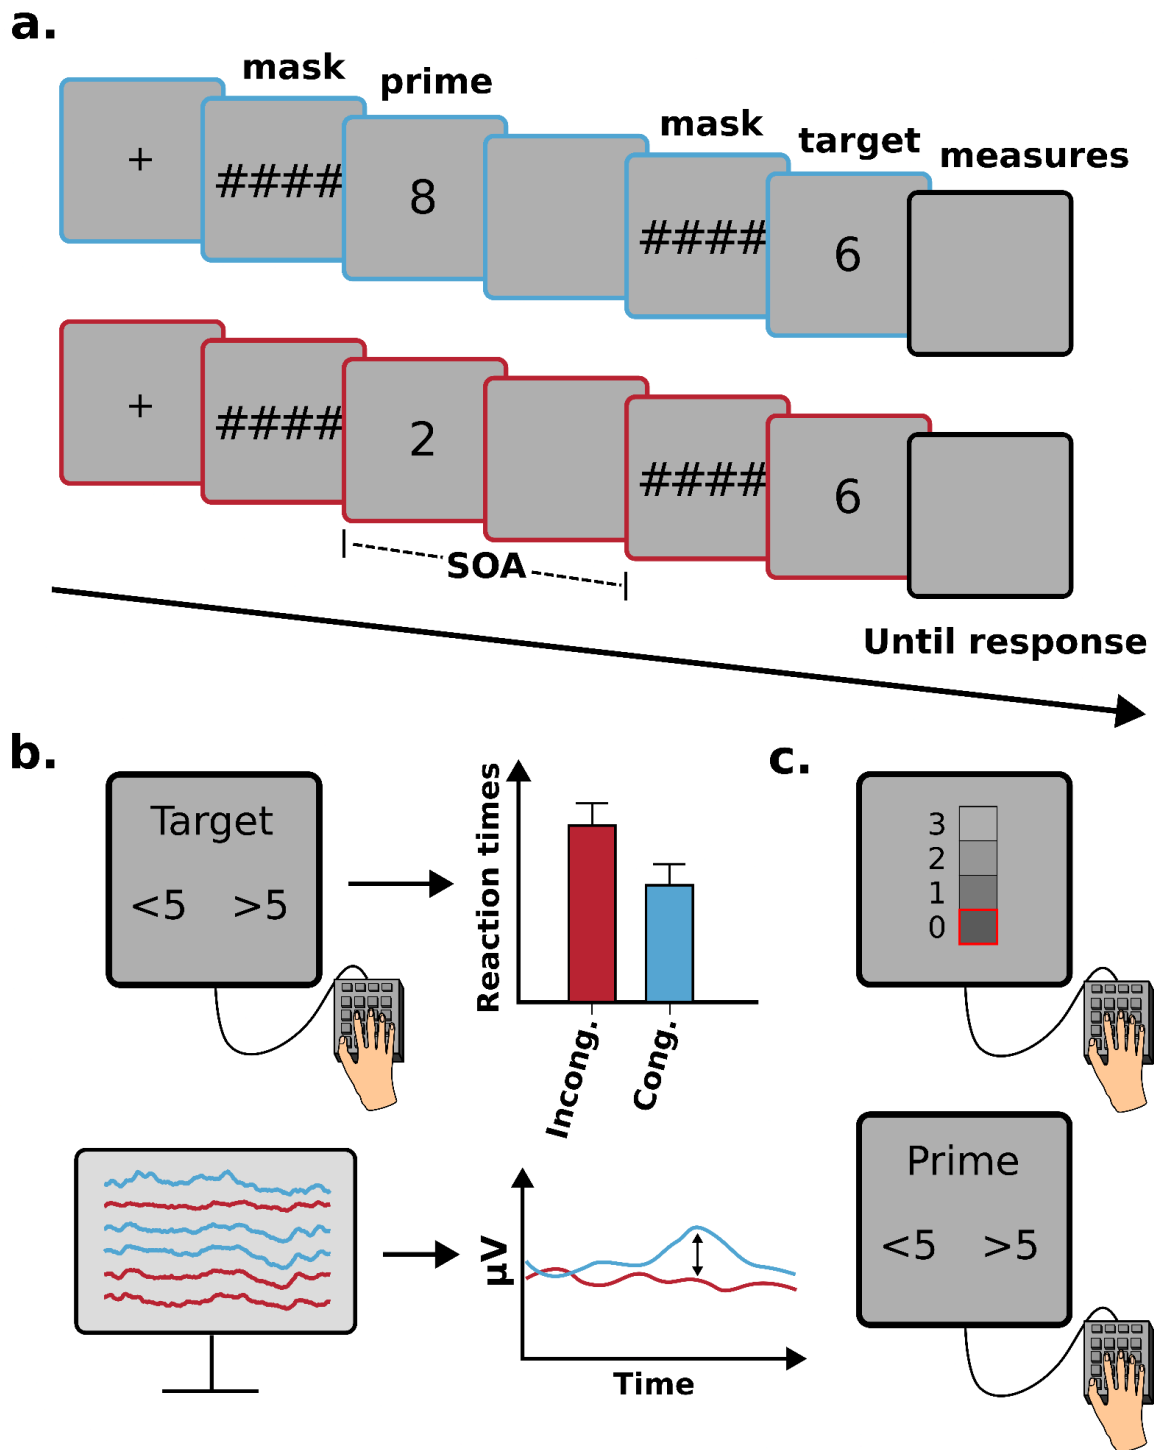 a.
mask
prime
mask
target
measures
+
####
8
####
6
+
####
2
####
6
SOA
Until response
b.
Target
<5 >5
Reaction times
Incong.
Cong.
µV
Time
c.
3
2
1
0
Prime
<5 >5